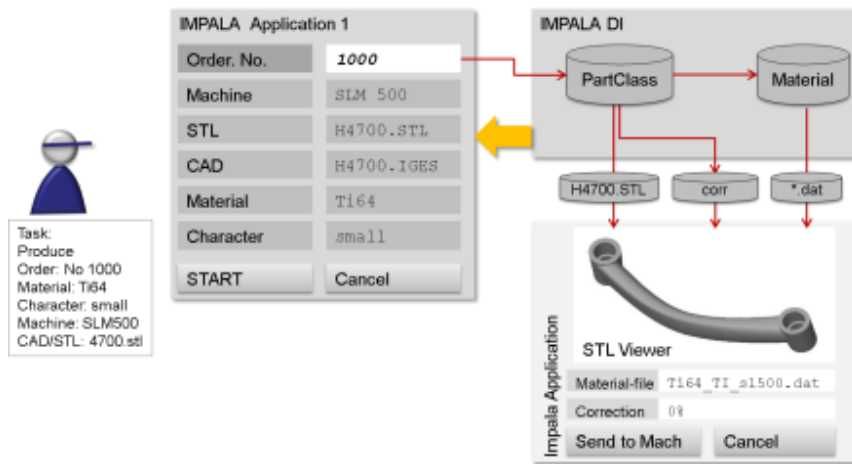 IMPALA Application 1
Order. No.
1000
Machine
SLM 500
STL
H4700.STL
CAD
H4700.IGES
Material
Ti64
Character
small
START
Cancel
Task:
Produce
Order: No 1000
Material: Ti64
Character: small
Machine: SLM500
CAD/STL: 4700.stl
IMPALA DI
PartClass
Material
H4700.STL
corr
*.dat
STL Viewer
Impala Application
Material-file
Ti64_TI_sl500.dat
Correction
0%
Send to Mach
Cancel